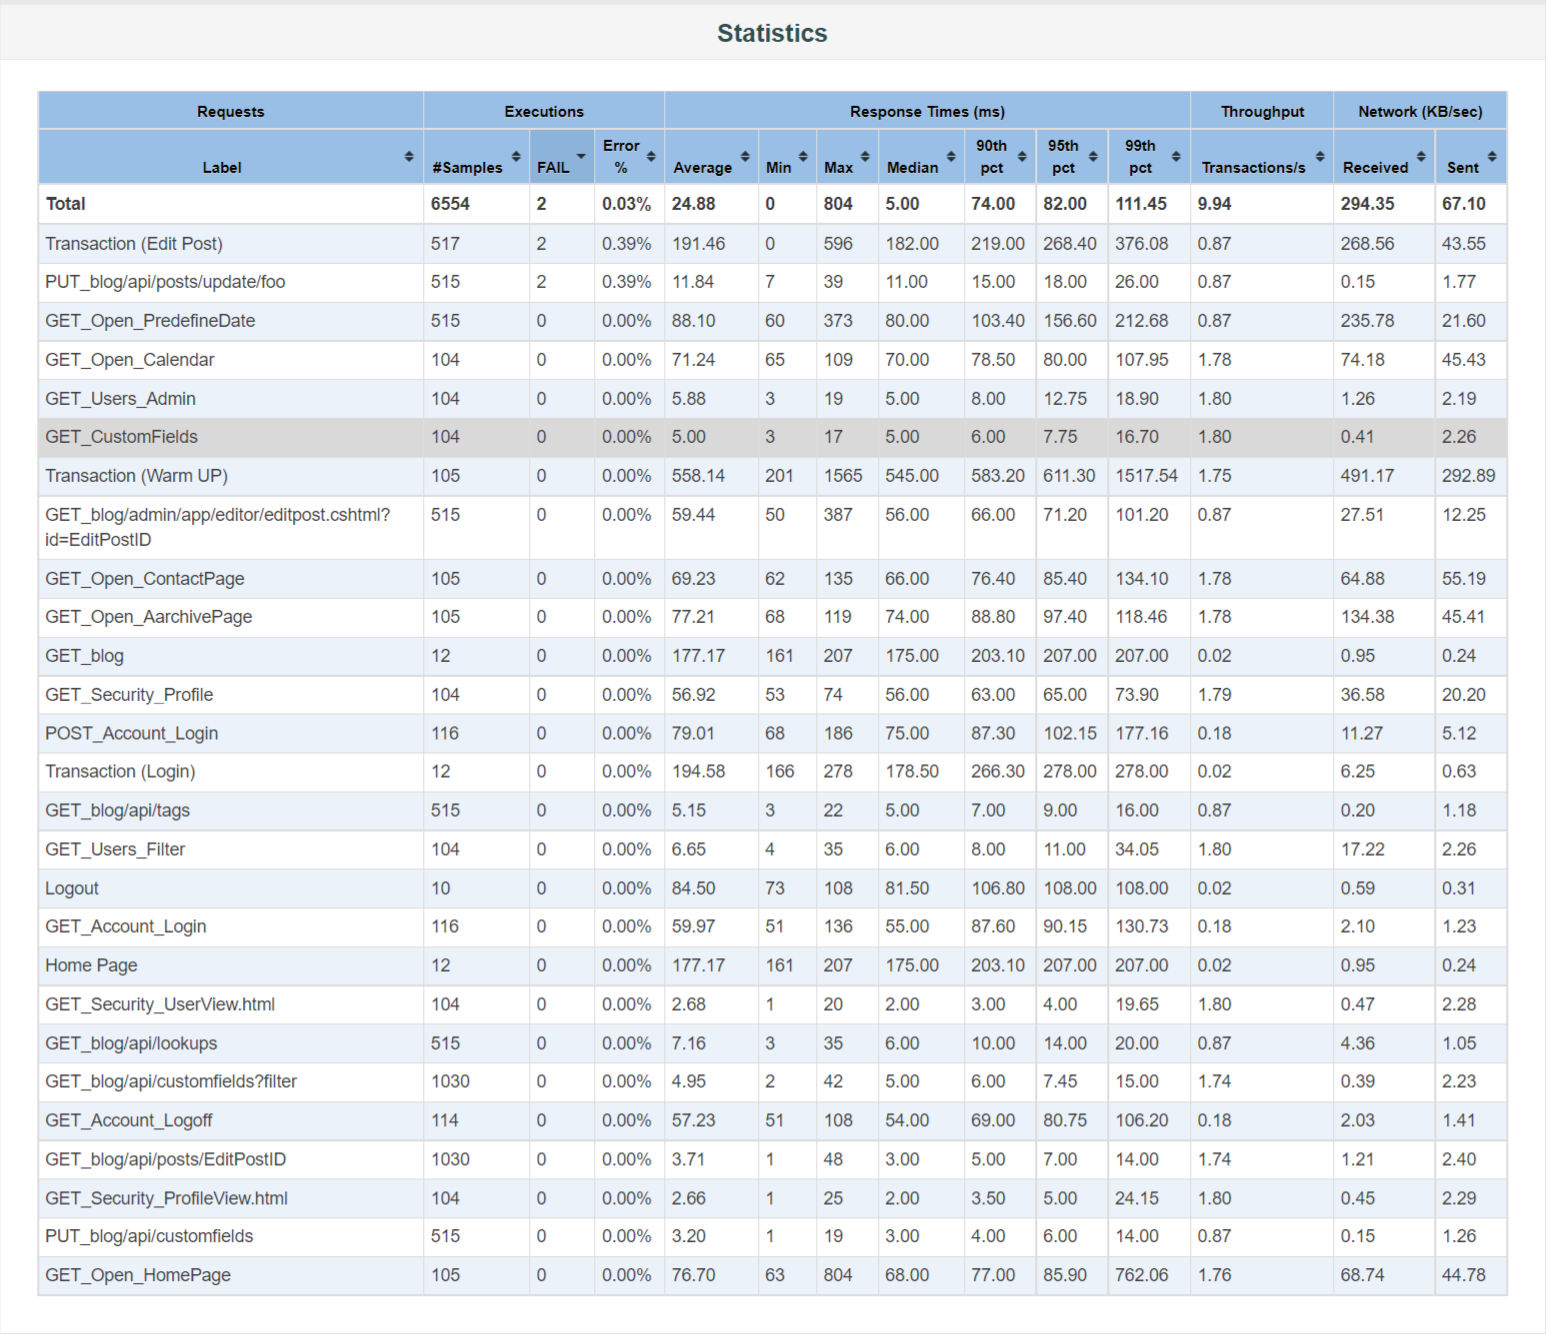 Statistics
Requests Executions Response Times (ms) Throughput Network (KB/sec)
Label #Samples FAIL Error % Average Min Max Median 90th pct 95th pct 99th pct Transactions/s Received Sent
Total 6554 2 0.03% 24.88 0 804 5.00 74.00 82.00 111.45 9.94 294.35 67.10
Transaction (Edit Post) 517 2 0.39% 191.46 0 596 182.00 219.00 268.40 376.08 0.87 268.56 43.55
PUT_blog/api/posts/update/foo 515 2 0.39% 11.84 7 39 11.00 15.00 18.00 26.00 0.87 0.15 1.77
GET_Open_PredefineDate 515 0 0.00% 88.10 60 373 80.00 103.40 156.60 212.68 0.87 235.78 21.60
GET_Open_Calendar 104 0 0.00% 71.24 65 109 70.00 78.50 80.00 107.95 1.78 74.18 45.43
GET_Users_Admin 104 0 0.00% 5.88 3 19 5.00 8.00 12.75 18.90 1.80 1.26 2.19
GET_CustomFields 104 0 0.00% 5.00 3 17 5.00 6.00 7.75 16.70 1.80 0.41 2.26
Transaction (Warm UP) 105 0 0.00% 558.14 201 1565 545.00 583.20 611.30 1517.54 1.75 491.17 292.89
GET_blog/admin/app/editor/editpost.cshtml? 515 0 0.00% 59.44 50 387 56.00 66.00 71.20 101.20 0.87 27.51 12.25
id=EditPostID
GET_Open_ContactPage 105 0 0.00% 69.23 62 135 66.00 76.40 85.40 134.10 1.78 64.88 55.19
GET_Open_AarchivePage 105 0 0.00% 77.21 68 119 74.00 88.80 97.40 118.46 1.78 134.38 45.41
GET_blog 12 0 0.00% 177.17 161 207 175.00 203.10 207.00 207.00 0.02 0.95 0.24
GET_Security_Profile 104 0 0.00% 56.92 53 74 56.00 63.00 65.00 73.90 1.79 36.58 20.20
POST_Account_Login 116 0 0.00% 79.01 68 186 75.00 87.30 102.15 177.16 0.18 11.27 5.12
Transaction (Login) 12 0 0.00% 194.58 166 278 178.50 266.30 278.00 278.00 0.02 6.25 0.63
GET_blog/api/tags 515 0 0.00% 5.15 3 22 5.00 7.00 9.00 16.00 0.87 0.20 1.18
GET_Users_Filter 104 0 0.00% 6.65 4 35 6.00 8.00 11.00 34.05 1.80 17.22 2.26
Logout 10 0 0.00% 84.50 73 108 81.50 106.80 108.00 108.00 0.02 0.59 0.31
GET_Account_Login 116 0 0.00% 59.97 51 136 55.00 87.60 90.15 130.73 0.18 2.10 1.23
Home Page 12 0 0.00% 177.17 161 207 175.00 203.10 207.00 207.00 0.02 0.95 0.24
GET_Security_UserView.html 104 0 0.00% 2.68 1 20 2.00 3.00 4.00 19.65 1.80 0.47 2.28
GET_blog/api/lookups 515 0 0.00% 7.16 3 35 6.00 10.00 14.00 20.00 0.87 4.36 1.05
GET_blog/api/customfields?filter 1030 0 0.00% 4.95 2 42 5.00 6.00 7.45 15.00 1.74 0.39 2.23
GET_Account_Logoff 114 0 0.00% 57.23 51 108 54.00 69.00 80.75 106.20 0.18 2.03 1.41
GET_blog/api/posts/EditPostID 1030 0 0.00% 3.71 1 48 3.00 5.00 7.00 14.00 1.74 1.21 2.40
GET_Security_ProfileView.html 104 0 0.00% 2.66 1 25 2.00 3.50 5.00 24.15 1.80 0.45 2.29
PUT_blog/api/customfields 515 0 0.00% 3.20 1 19 3.00 4.00 6.00 14.00 0.87 0.15 1.26
GET_Open_HomePage 105 0 0.00% 76.70 63 804 68.00 77.00 85.90 762.06 1.76 68.74 44.78